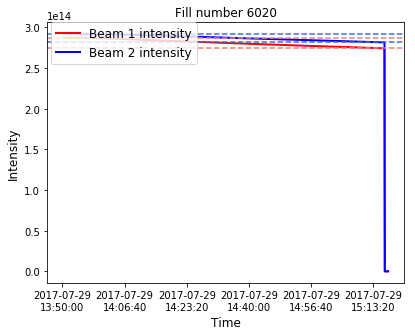 Fill number 6020
1e14
Beam 1 intensity
Beam 2 intensity
3.0
2.5
2.0
1.5
1.0
0.5
0.0
Intensity
2017-07-29 2017-07-29 2017-07-29 2017-07-29 2017-07-29 2017-07-29
13:50:00 14:06:40 14:23:20 14:40:00 14:56:40 15:13:20
Time